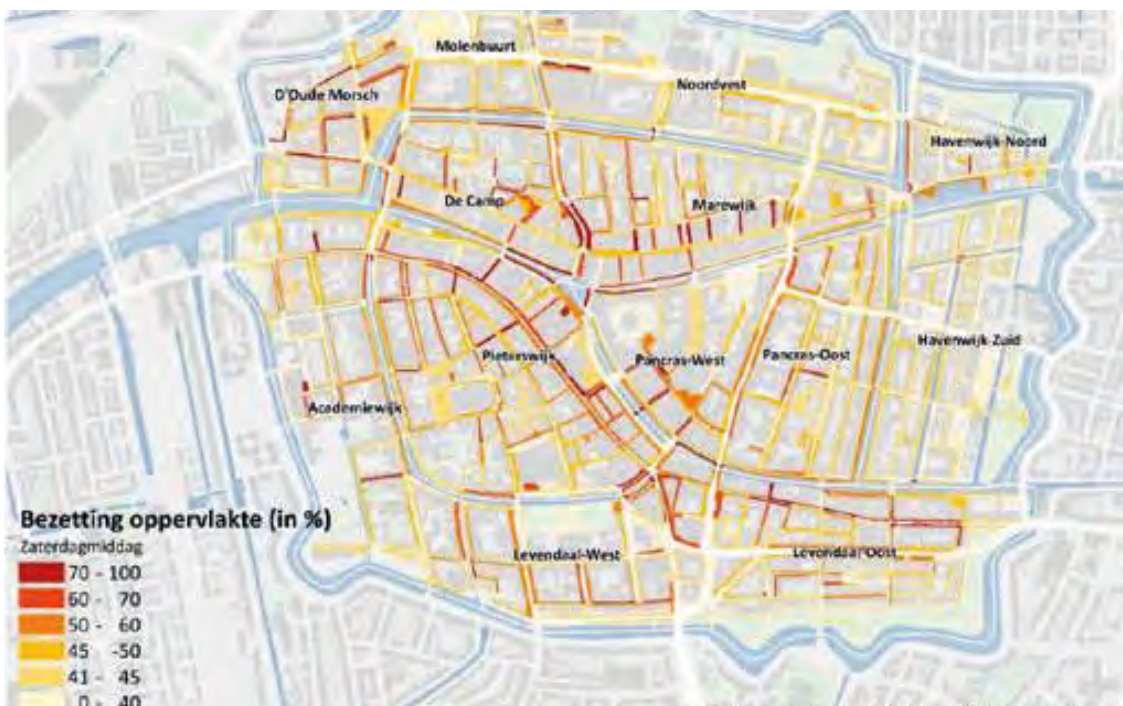 Molenbuurt
Noordvest
D'Oude Morsch
Havenwijk-Noord
De Camp
Marewijk
Havenwijk-Zuid
Pieterswijk
Pancras-West
Pancras-Oost
Academiewijk
Bezetting oppervlakte (in %)
Zaterdagmiddag
70 - 100
60 - 70
50 - 60
45 -50
41 - 45
0 - 40
Levendaal-West
Levendaal-Oost